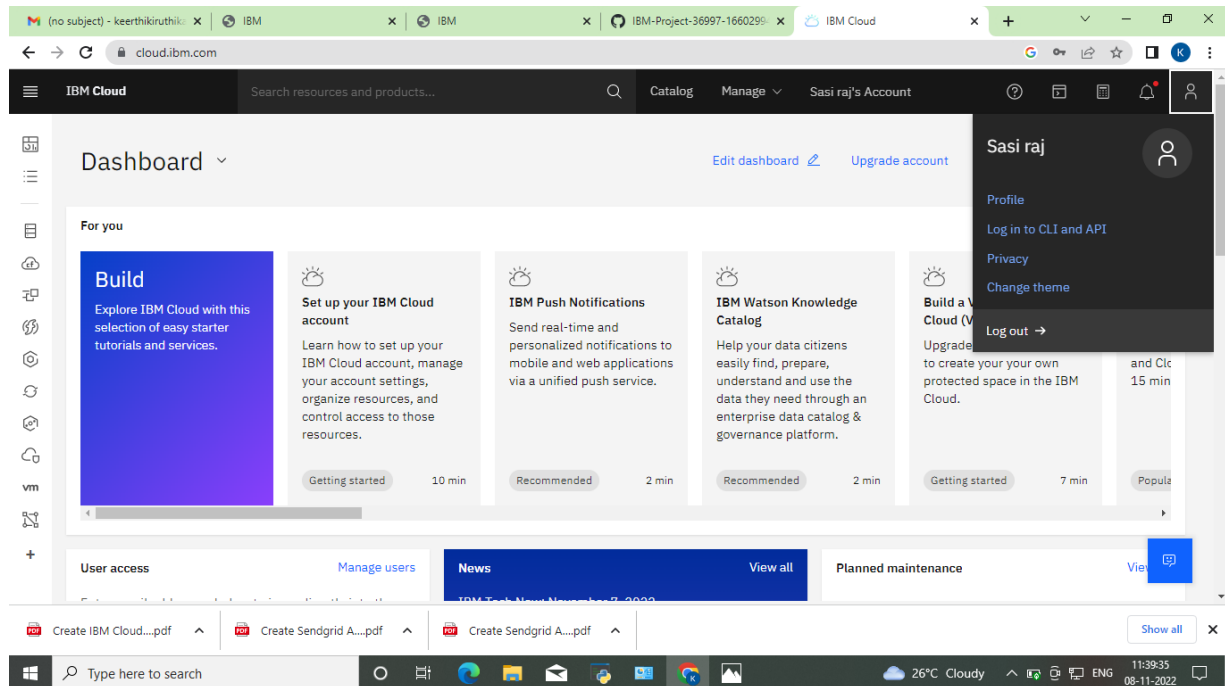 (no subject) - keerthikiruthika
IBM
IBM
IBM-Project-36997-1660299
IBM Cloud
cloud.ibm.com
K
IBM Cloud
Search resources and products...
Catalog
Manage
Sasi raj's Account
Dashboard
Edit dashboard
Upgrade account
Sasi raj
Profile
Log in to CLI and API
Privacy
Change theme
Log out →
For you
Build
Explore IBM Cloud with this
selection of easy starter
tutorials and services.
Set up your IBM Cloud
account
Learn how to set up your
IBM Cloud account, manage
your account settings,
organize resources, and
control access to those
resources.
Getting started
10 min
IBM Push Notifications
Send real-time and
personalized notifications to
mobile and web applications
via a unified push service.
Recommended
2 min
IBM Watson Knowledge
Catalog
Help your data citizens
easily find, prepare,
understand and use the
data they need through an
enterprise data catalog &
governance platform.
Recommended
2 min
Build a V
Cloud (V
Upgrade
to create your your own
protected space in the IBM
Cloud.
Getting started
7 min
and Clo
15 min
Popula
vm
User access
Manage users
News
View all
Planned maintenance
Vie
IBM Tech Now: November 7, 2022
Create IBM Cloud....pdf
Create Sendgrid A....pdf
Create Sendgrid A....pdf
Show all
Type here to search
26°C Cloudy
ENG
11:39:35
08-11-2022